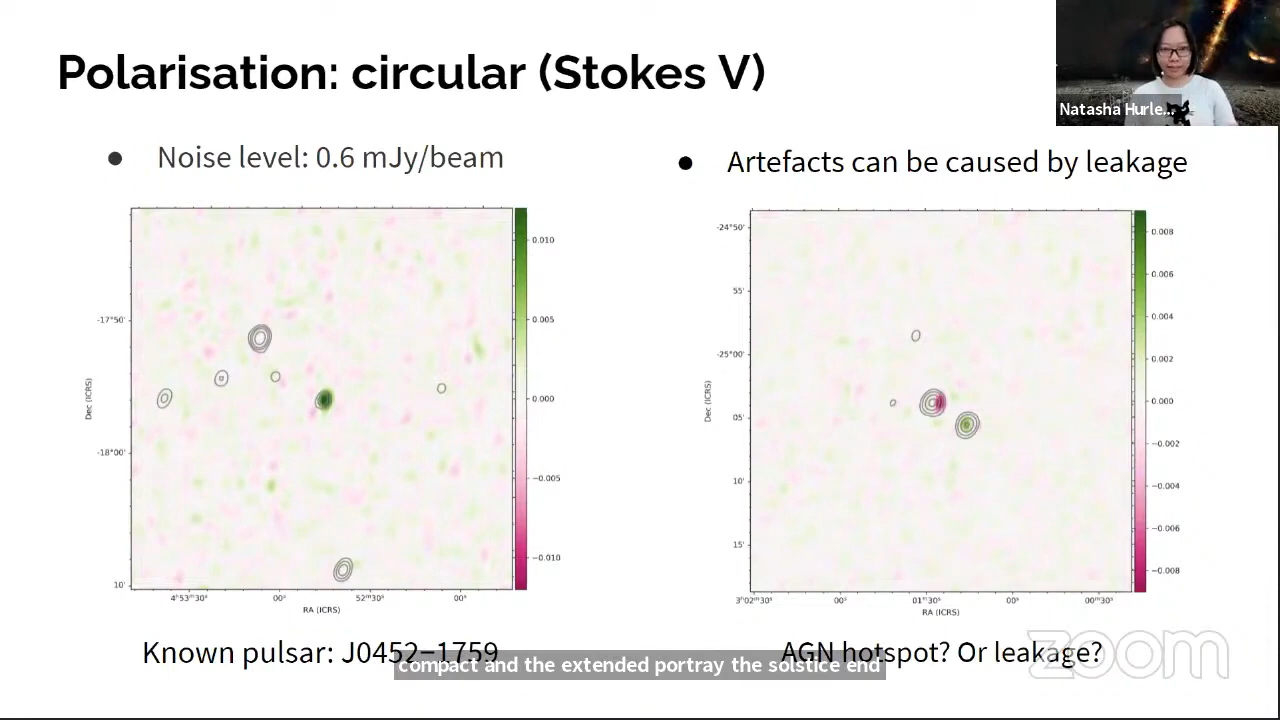 Polarisation: circular (Stokes V)
Natasha Hurle...
● Noise level: 0.6 mJy/beam
● Artefacts can be caused by leakage
0.010
0.005
0.000
−0.005
−0.010
-17°50'
-18°00'
10'
Dec (ICRS)
4ʰ53ᵐ30ˢ 00ˢ 52ᵐ30ˢ 00ˢ
RA (ICRS)
-24°50'
55'
-25°00'
05'
10'
15'
Dec (ICRS)
0.008
0.006
0.004
0.002
0.000
−0.002
−0.004
−0.006
−0.008
3ʰ02ᵐ30ˢ 00ˢ 01ᵐ30ˢ 00ˢ 00ᵐ30ˢ
RA (ICRS)
Known pulsar: J0452−1759
AGN hotspot? Or leakage?
compact and the extended portray the solstice end
zoom